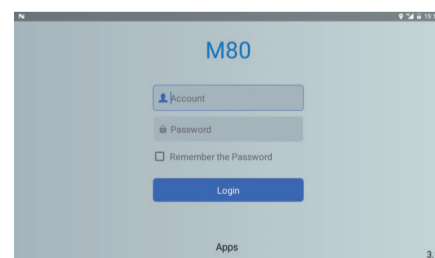 M80
Account
Password
Remember the Password
Login
Apps
3.